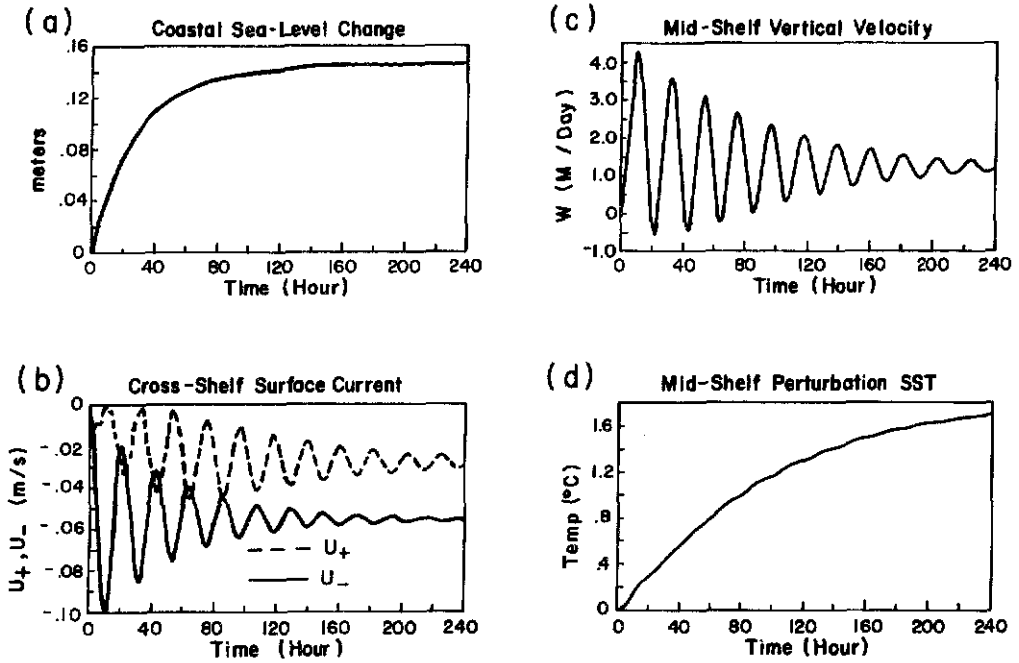 (a)
Coastal Sea-Level Change
.16
.12
.08
.04
0
meters
0 40 80 120 160 200 240
Time (Hour)
(c)
Mid-Shelf Vertical Velocity
4.0
3.0
2.0
1.0
0
-1.0
W (M / Day)
0 40 80 120 160 200 240
Time (Hour)
(b)
Cross-Shelf Surface Current
0
-.02
-.04
-.06
-.08
-.10
U+,U- (m/s)
U+
U-
0 40 80 120 160 200 240
Time (Hour)
(d)
Mid-Shelf Perturbation SST
1.6
1.2
.8
.4
0
Temp (°C)
0 40 80 120 160 200 240
Time (Hour)